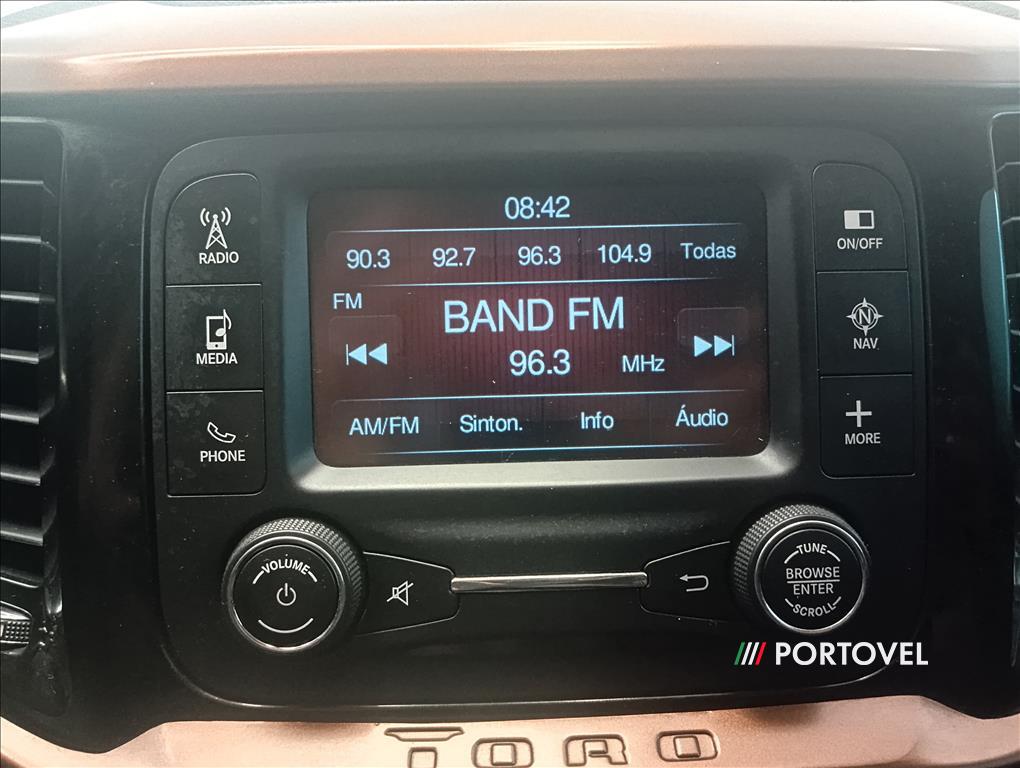 08:42
90.3 92.7 96.3 104.9 Todas
FM
BAND FM
96.3 MHz
AM/FM Sinton. Info Áudio
RADIO
MEDIA
PHONE
ON/OFF
N
NAV
MORE
VOLUME
TUNE
BROWSE
ENTER
SCROLL
PORTOVEL
TORO